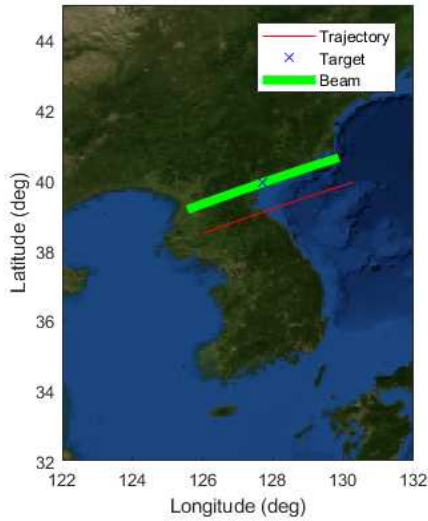 Trajectory
Target
Beam
44
42
40
38
36
34
32
122
124
126
128
130
132
Latitude (deg)
Longitude (deg)